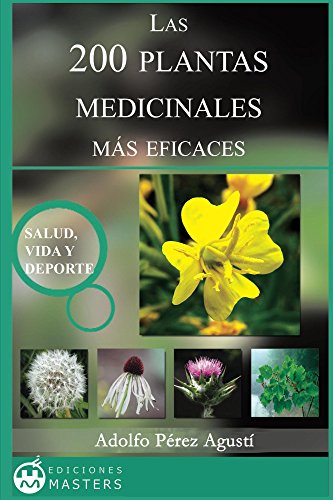 Las
200 plantas
medicinales
más eficaces
SALUD,
VIDA Y
DEPORTE
Adolfo Pérez Agustí
EDICIONES
MASTERS